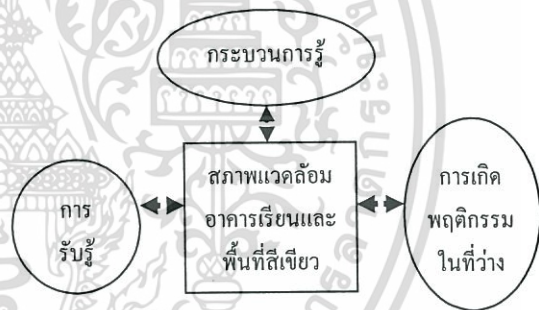 กระบวนการรู้
สภาพแวดล้อม
อาคารเรียนและ
พื้นที่สีเขียว
การ
รับรู้
การเกิด
พฤติกรรม
ในที่ว่าง